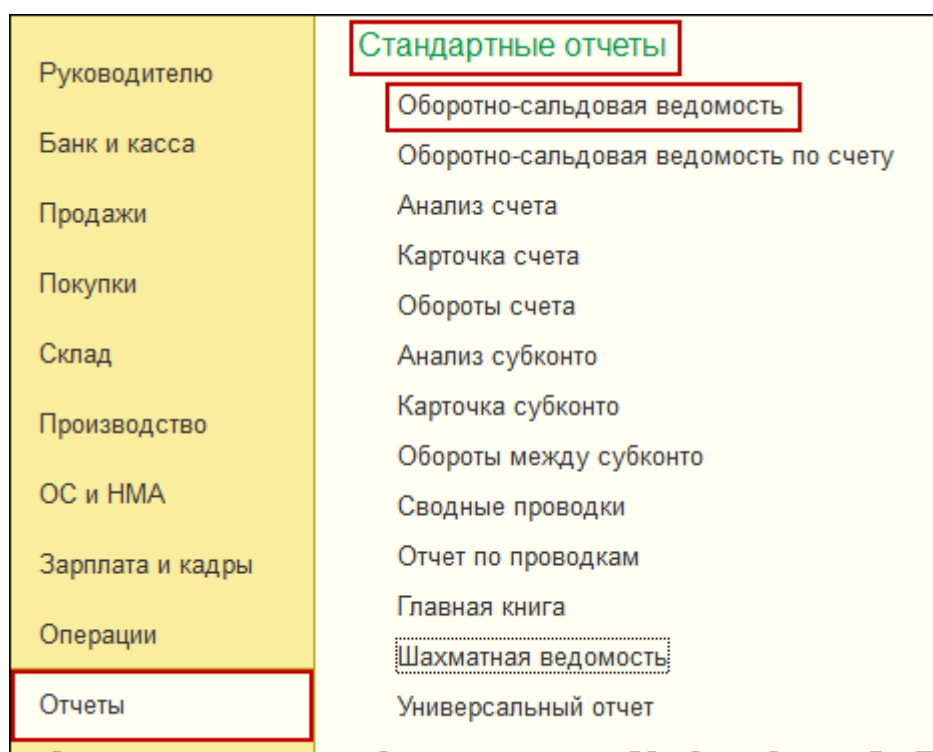 Руководителю
Банк и касса
Продажи
Покупки
Склад
Производство
ОС и НМА
Зарплата и кадры
Операции
Отчеты
Стандартные отчеты
Оборотно-сальдовая ведомость
Оборотно-сальдовая ведомость по счету
Анализ счета
Карточка счета
Обороты счета
Анализ субконто
Карточка субконто
Обороты между субконто
Сводные проводки
Отчет по проводкам
Главная книга
Шахматная ведомость
Универсальный отчет